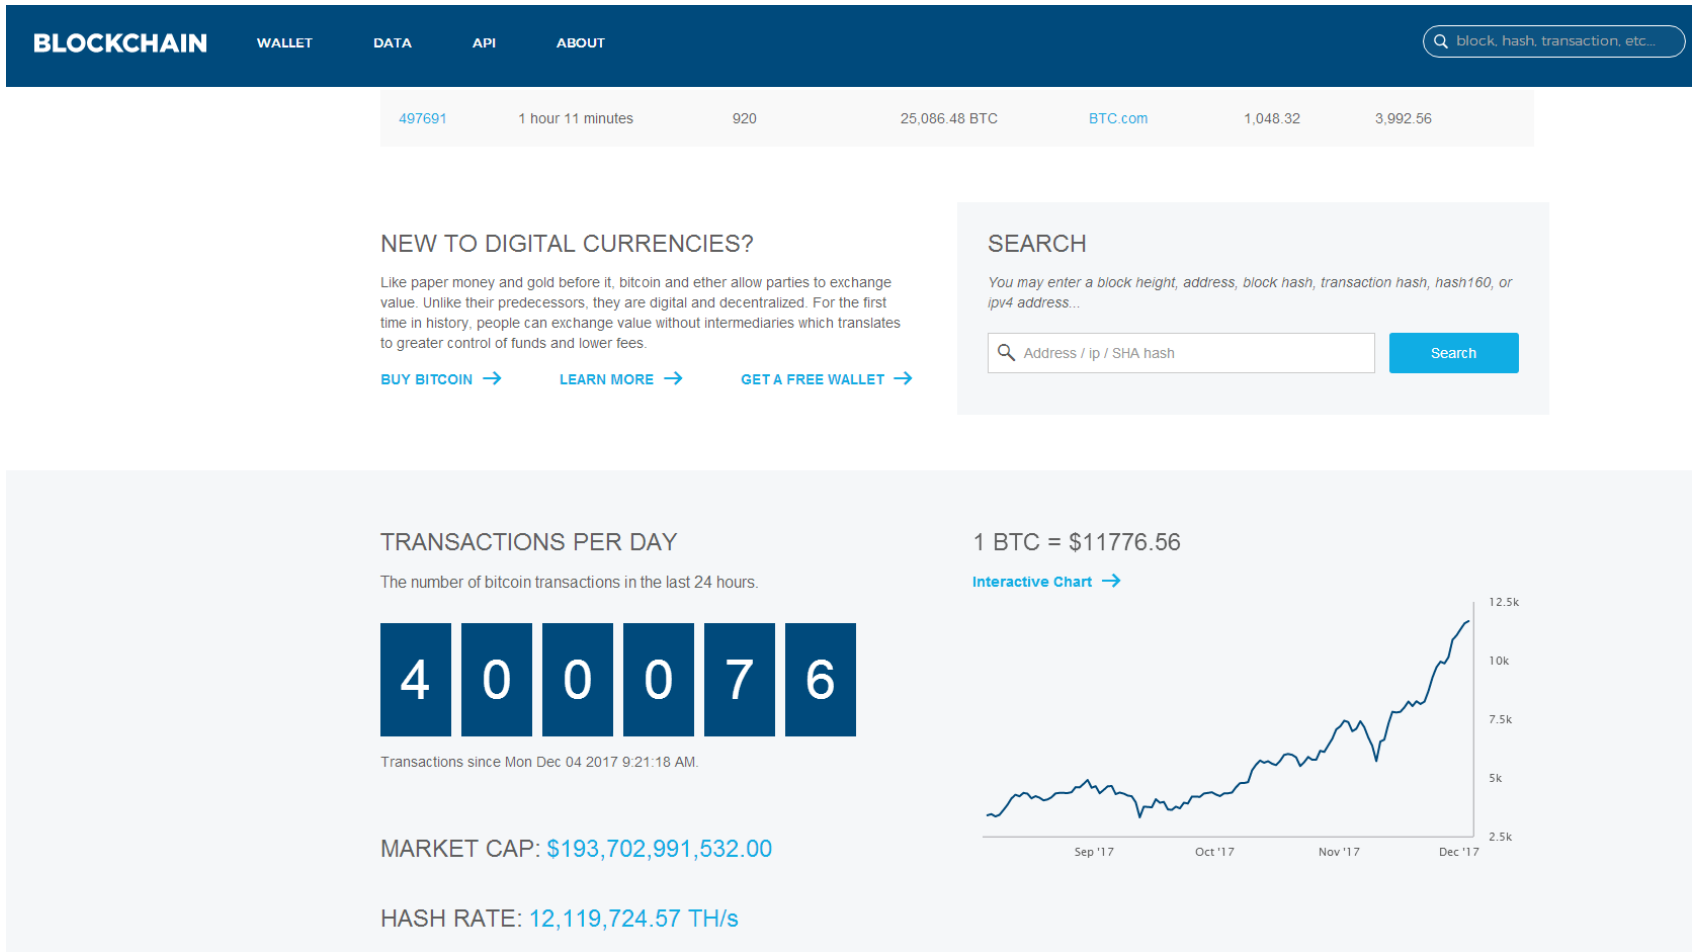 BLOCKCHAIN WALLET DATA API ABOUT block, hash, transaction, etc...
497691 1 hour 11 minutes 920 25,086.48 BTC BTC.com 1,048.32 3,992.56
NEW TO DIGITAL CURRENCIES?
Like paper money and gold before it, bitcoin and ether allow parties to exchange
value. Unlike their predecessors, they are digital and decentralized. For the first
time in history, people can exchange value without intermediaries which translates
to greater control of funds and lower fees.
BUY BITCOIN → LEARN MORE → GET A FREE WALLET →
SEARCH
You may enter a block height, address, block hash, transaction hash, hash160, or
ipv4 address...
Address / ip / SHA hash Search
TRANSACTIONS PER DAY
The number of bitcoin transactions in the last 24 hours.
4 0 0 0 7 6
Transactions since Mon Dec 04 2017 9:21:18 AM.
MARKET CAP: $193,702,991,532.00
HASH RATE: 12,119,724.57 TH/s
1 BTC = $11776.56
Interactive Chart →
12.5k
10k
7.5k
5k
2.5k
Sep '17 Oct '17 Nov '17 Dec '17